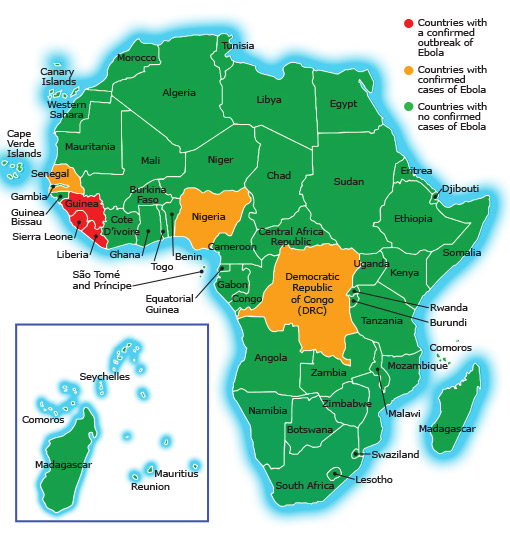 Countries with
a confirmed
outbreak of
Ebola
Countries with
confirmed
cases of Ebola
Countries with
no confirmed
cases of Ebola
Tunisia
Morocco
Canary
Islands
Algeria
Libya
Egypt
Western
Sahara
Cape
Verde
Islands
Mauritania
Mali
Niger
Chad
Sudan
Eritrea
Senegal
Djibouti
Gambia
Guinea
Burkina
Faso
Nigeria
Ethiopia
Guinea
Bissau
Cote
D'ivoire
Sierra Leone
Central Africa
Republic
Somalia
Cameroon
Liberia
Ghana
Togo
Benin
Uganda
Kenya
São Tomé
and Príncipe
Democratic
Republic
of Congo
(DRC)
Gabon
Congo
Equatorial
Guinea
Rwanda
Burundi
Tanzania
Comoros
Angola
Zambia
Mozambique
Malawi
Namibia
Zimbabwe
Botswana
Madagascar
Swaziland
Lesotho
South Africa
Seychelles
Comoros
Madagascar
Mauritius
Reunion